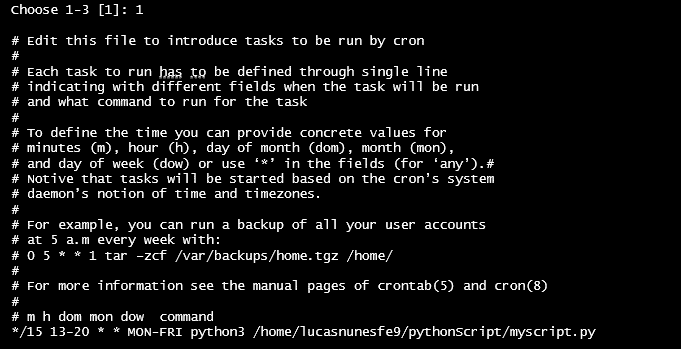 Choose 1-3 [1]: 1
# Edit this file to introduce tasks to be run by cron
#
# Each task to run has to be defined through single line
# indicating with different fields when the task will be run
# and what command to run for the task
#
# To define the time you can provide concrete values for
# minutes (m), hour (h), day of month (dom), month (mon),
# and day of week (dow) or use ‘*’ in the fields (for ‘any’).#
# Notive that tasks will be started based on the cron’s system
# daemon’s notion of time and timezones.
#
# For example, you can run a backup of all your user accounts
# at 5 a.m every week with:
# 0 5 * * 1 tar –zcf /var/backups/home.tgz /home/
#
# For more information see the manual pages of crontab(5) and cron(8)
#
# m h dom mon dow  command
*/15 13-20 * * MON-FRI python3 /home/lucasnunesfe9/pythonScript/myscript.py